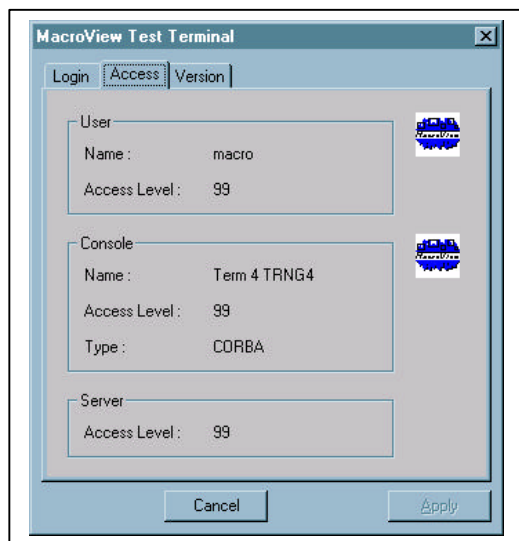 MacroView Test Terminal
Login Access Version
User
Name : macro
Access Level : 99
Console
Name : Term 4 TRNG4
Access Level : 99
Type : CORBA
Server
Access Level : 99
Cancel Apply